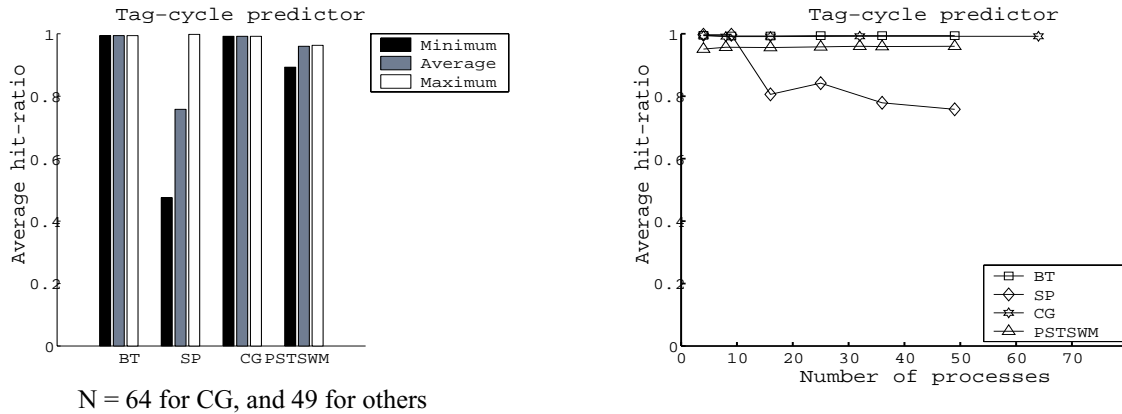 Tag-cycle predictor
Average hit-ratio
1
0.8
0.6
0.4
0.2
0
BT
SP
CG
PSTSWM
Minimum
Average
Maximum
N = 64 for CG, and 49 for others
Tag-cycle predictor
Average hit-ratio
1
0.8
0.6
0.4
0.2
0
0
10
20
30
40
50
60
70
Number of processes
BT
SP
CG
PSTSWM